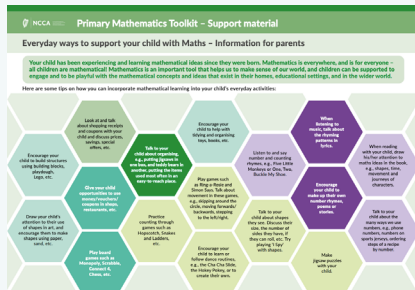 NCCA
Primary Mathematics Toolkit – Support material
Everyday ways to support your child with Maths – Information for parents
Your child has been experiencing and learning mathematical ideas since they were born. Mathematics is everywhere, and is for everyone –
all children are mathematical! Mathematics is an important tool that helps us to make sense of our world, and children can be supported to
engage and to be playful with the mathematical concepts and ideas that exist in their homes, educational settings, and in the wider world.
Here are some tips on how you can incorporate mathematical learning into your child's everyday activities:
Encourage your
child to build structures
using building blocks,
playdough,
Lego, etc.
Draw your child's
attention to their use
of shapes in art, and
encourage them to make
shapes using paper,
sand, etc.
Look at and talk
about shopping receipts
and coupons with your
child and discuss prices,
savings, special
offers, etc.
Give your child
opportunities to use
money/vouchers/
coupons in shops,
restaurants, etc.
Play board
games such as
Monopoly, Scrabble,
Connect 4,
Chess, etc.
Talk to your child
about organising,
e.g., putting jigsaws in
one box, and teddy bears in
another, putting the items
used most often in an
easy to reach place.
Practice
counting through
games such as
Hopscotch, Snakes
and Ladders,
etc.
Encourage your
child to help with
tidying and organising
toys, books, etc.
Play games such as
Ring a Rosie and
Simon Says. Talk about
movement in these games,
e.g., skipping around the
circle, moving forwards/
backwards, stepping
to the left/right.
Encourage your
child to learn or
follow dance routines,
e.g., the Cha Cha Slide,
the Hokey Pokey, or to
create their own.
Listen to and say
number and counting
rhymes, e.g., Five Little
Monkeys or One, Two,
Buckle My Shoe.
Talk to your child
about shapes they
see. Discuss their
size, the number of
sides they have, if
they can roll, etc. Try
playing 'I spy'
with shapes.
When
listening to
music, talk about
the rhyming
patterns in
lyrics.
Encourage your
child to make up
their own number
rhymes, poems or
stories.
Make
jigsaw puzzles
with your
child.
When reading
with your child, draw
his/her attention to
maths ideas in the book,
e.g., shapes, time,
movement and
journeys of
characters.
Talk to your child
about the many
ways we use
numbers, e.g., phone
numbers, numbers on
sports jerseys, ordering
steps of a recipe
by number.